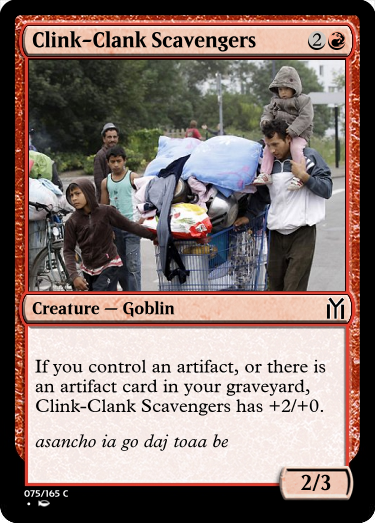 Clink-Clank Scavengers 2
Creature — Goblin
If you control an artifact, or there is
an artifact card in your graveyard,
Clink-Clank Scavengers has +2/+0.
asancho ia go daj toaa be
2/3
075/165 C